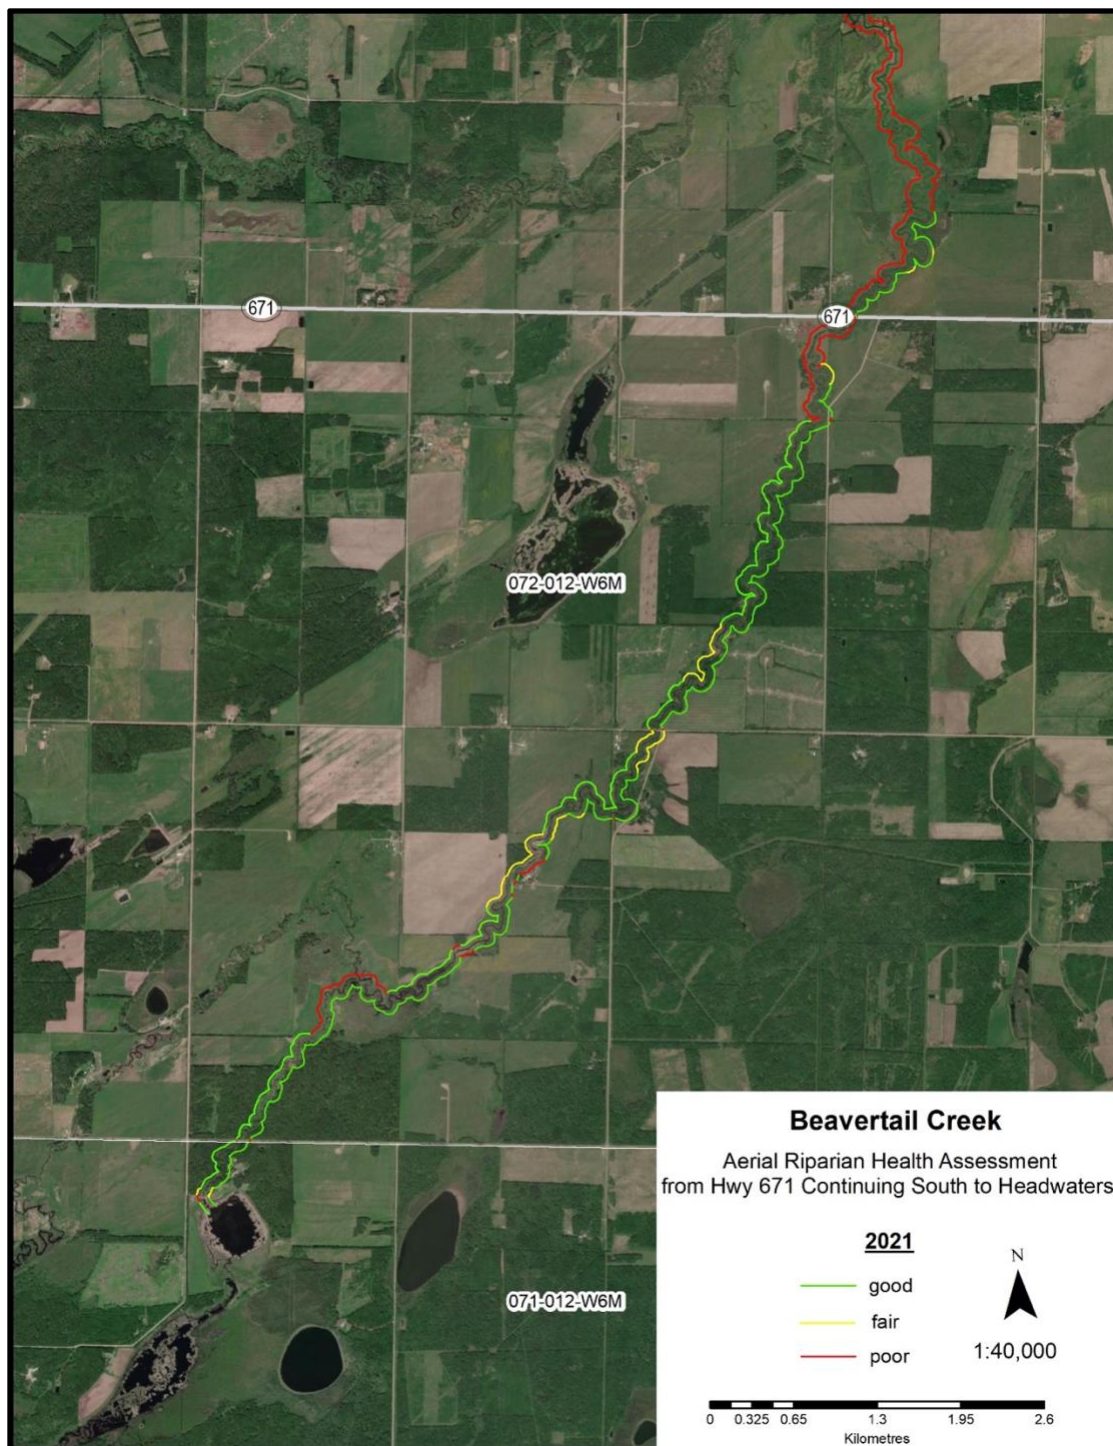 671
671
072-012-W6M
071-012-W6M
Beavertail Creek
Aerial Riparian Health Assessment
from Hwy 671 Continuing South to Headwaters
2021
good
fair
poor
N
1:40,000
0 0.325 0.65 1.3 1.95 2.6
Kilometres